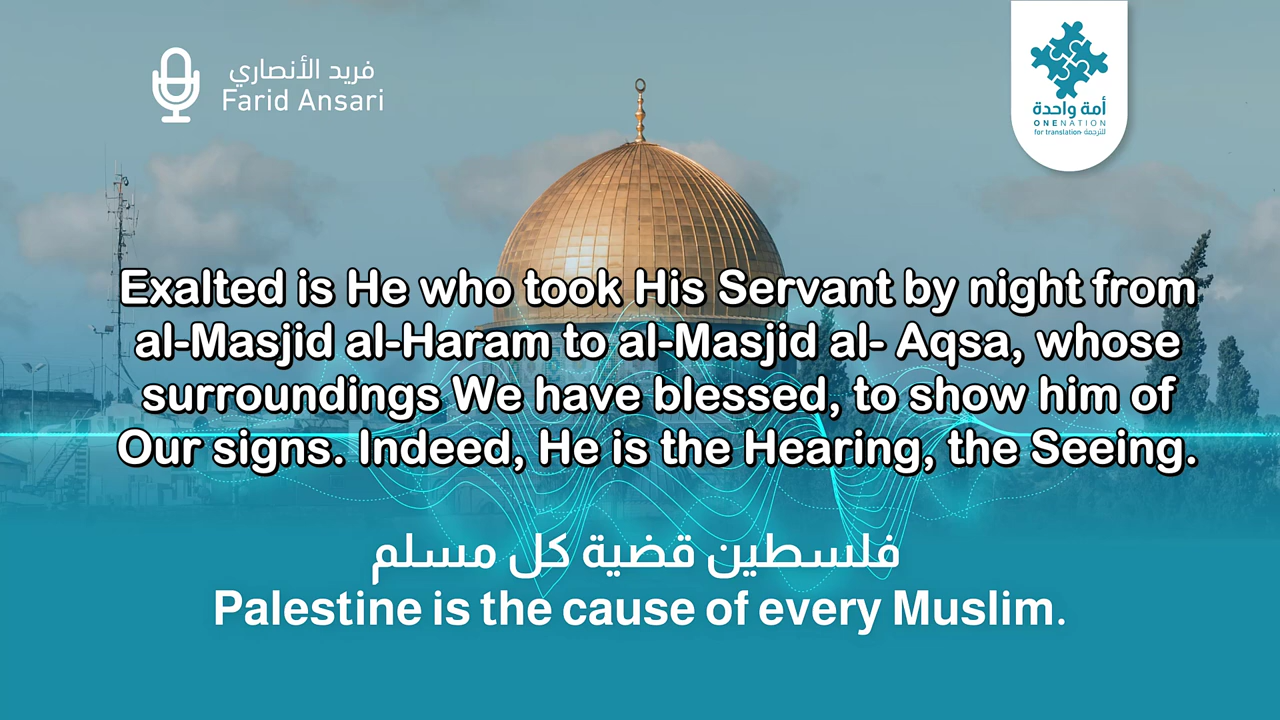 فريد الأنصاري
Farid Ansari
أمة واحدة
ONENATION
for translation للترجمة
Exalted is He who took His Servant by night from
al-Masjid al-Haram to al-Masjid al- Aqsa, whose
surroundings We have blessed, to show him of
Our signs. Indeed, He is the Hearing, the Seeing.
فلسطين قضية كل مسلم
Palestine is the cause of every Muslim.